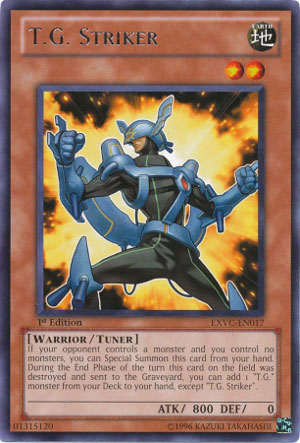 T.G. STRIKER
EARTH
地
1st Edition
EXVC-EN017
[WARRIOR / TUNER]
If your opponent controls a monster and you control no
monsters, you can Special Summon this card from your hand.
During the End Phase of the turn this card on the field was
destroyed and sent to the Graveyard, you can add 1 "T.G."
monster from your Deck to your hand, except "T.G. Striker".
ATK/ 800 DEF/ 0
01315120
©1996 KAZUKI TAKAHASHI